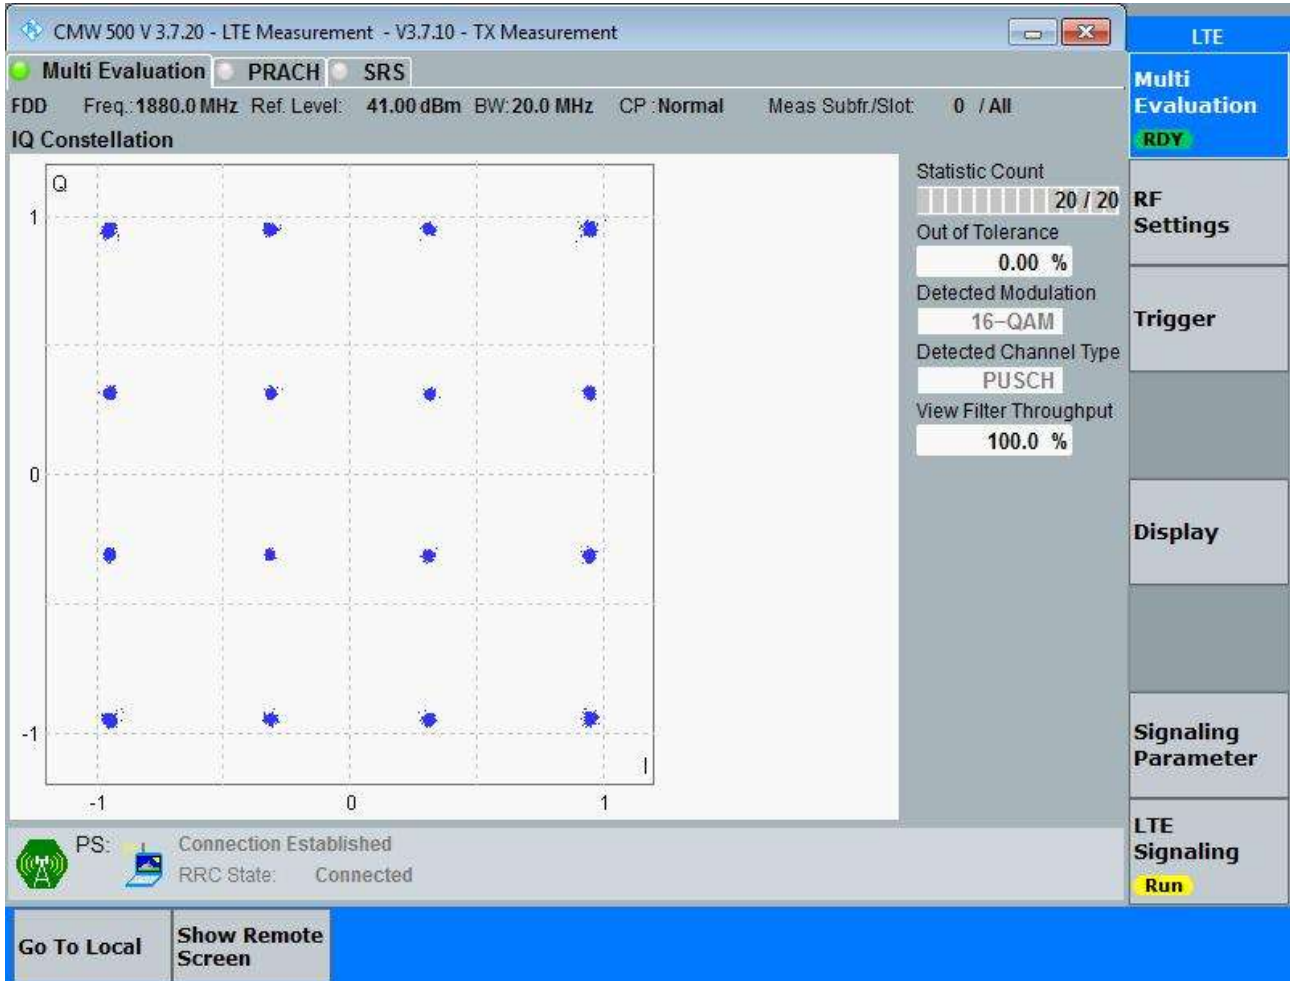 CMW 500 V 3.7.20 - LTE Measurement - V3.7.10 - TX Measurement
LTE
Multi Evaluation PRACH SRS
FDD Freq.: 1880.0 MHz Ref. Level: 41.00 dBm BW: 20.0 MHz CP : Normal Meas Subfr./Slot: 0 / All
IQ Constellation
Q
1
0
-1
I
-1 0 1
Statistic Count
20 / 20
Out of Tolerance
0.00 %
Detected Modulation
16-QAM
Detected Channel Type
PUSCH
View Filter Throughput
100.0 %
Multi
Evaluation
RDY
RF
Settings
Trigger
Display
Signaling
Parameter
LTE
Signaling
Run
PS: Connection Established
RRC State: Connected
Go To Local
Show Remote
Screen